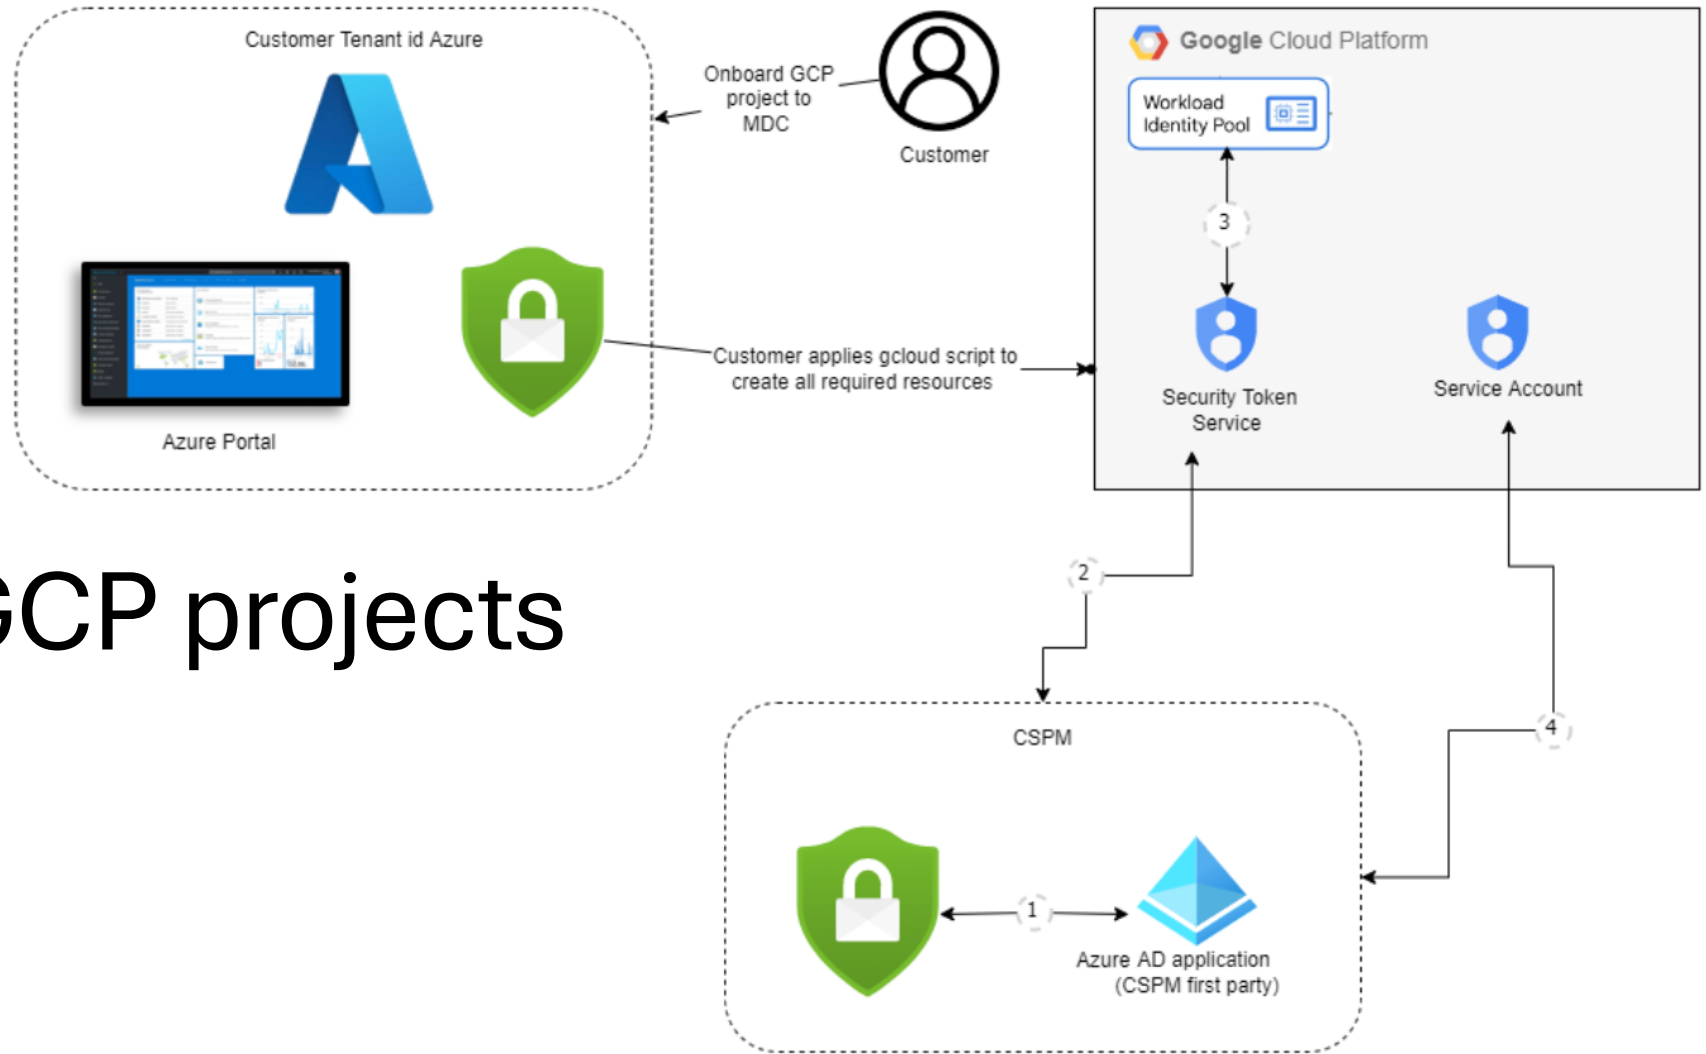 Customer Tenant id Azure
Azure Portal
Onboard GCP
project to
MDC
Customer
Customer applies gcloud script to
create all required resources
Google Cloud Platform
Workload
Identity Pool
3
Security Token
Service
Service Account
2
GCP projects
4
CSPM
1
Azure AD application
(CSPM first party)